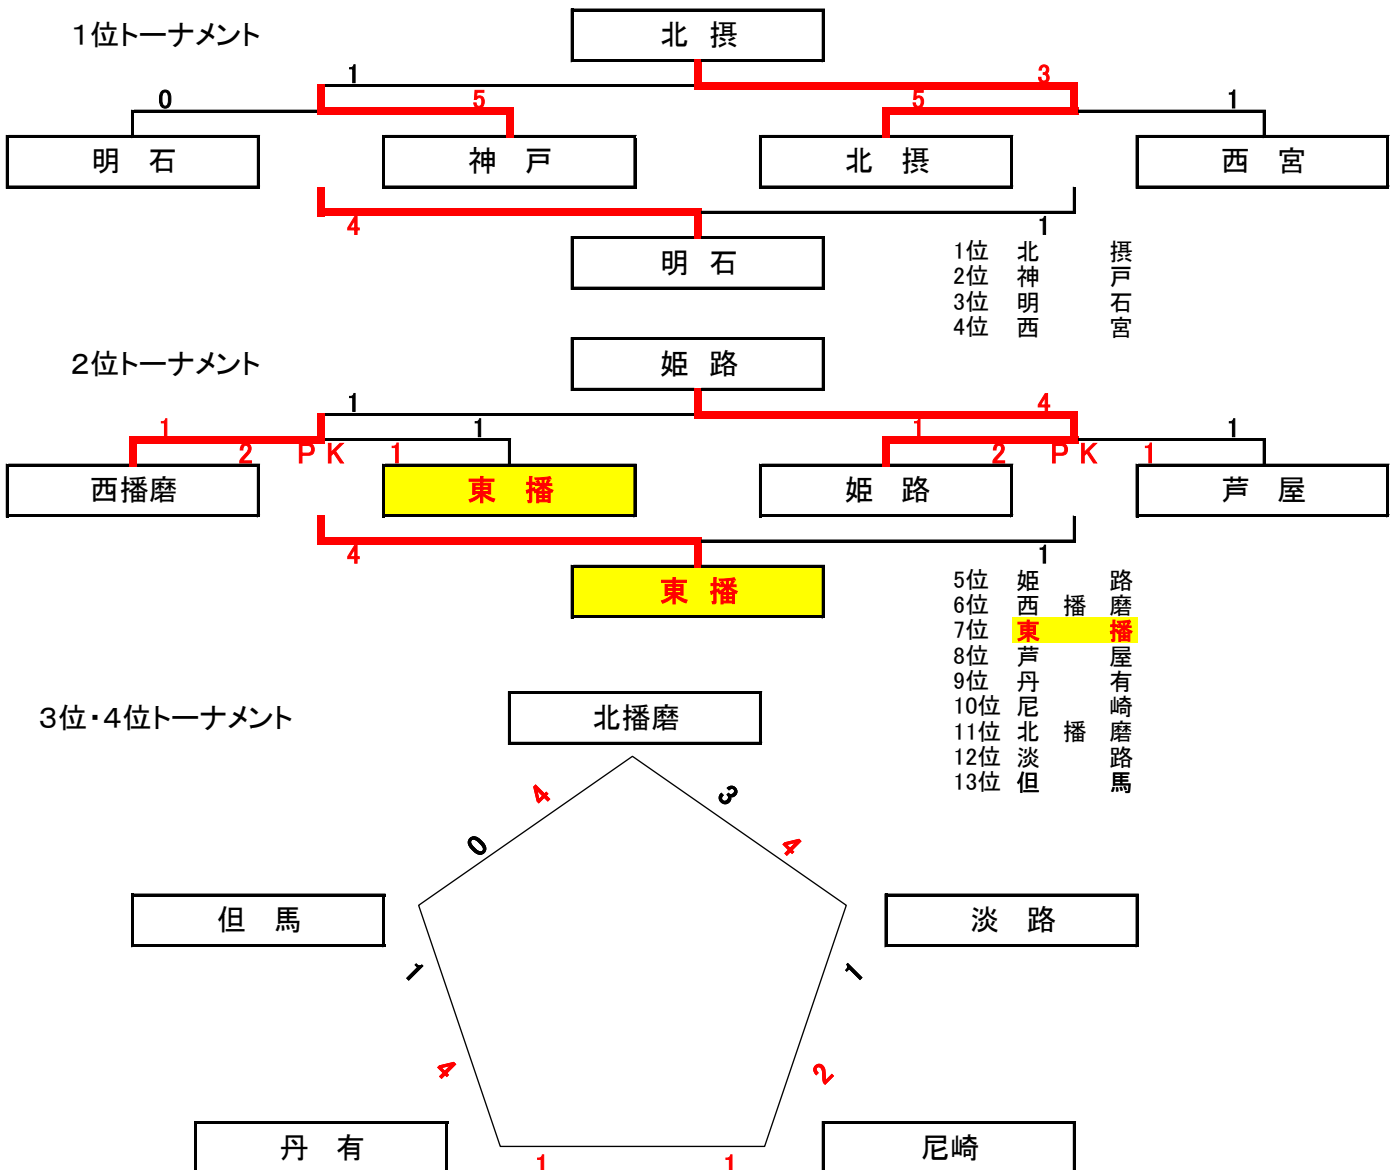 1位トーナメント
北 摂
1
3
0
5
5
1
明 石
神 戸
北 摂
西 宮
4
1
明 石
1位 北 摂
2位 神 戸
3位 明 石
4位 西 宮
2位トーナメント
姫 路
1
4
1
1
1
1
2 PK 1
2 PK 1
西播磨
東 播
姫 路
芦 屋
4
1
東 播
5位 姫 路
6位 西 播 磨
7位 東 播
8位 芦 屋
9位 丹 有
10位 尼 崎
11位 北 播 磨
12位 淡 路
13位 但 馬
3位・4位トーナメント
北播磨
4
3
0
4
但 馬
淡 路
1
1
4
2
丹 有
尼崎
1
1